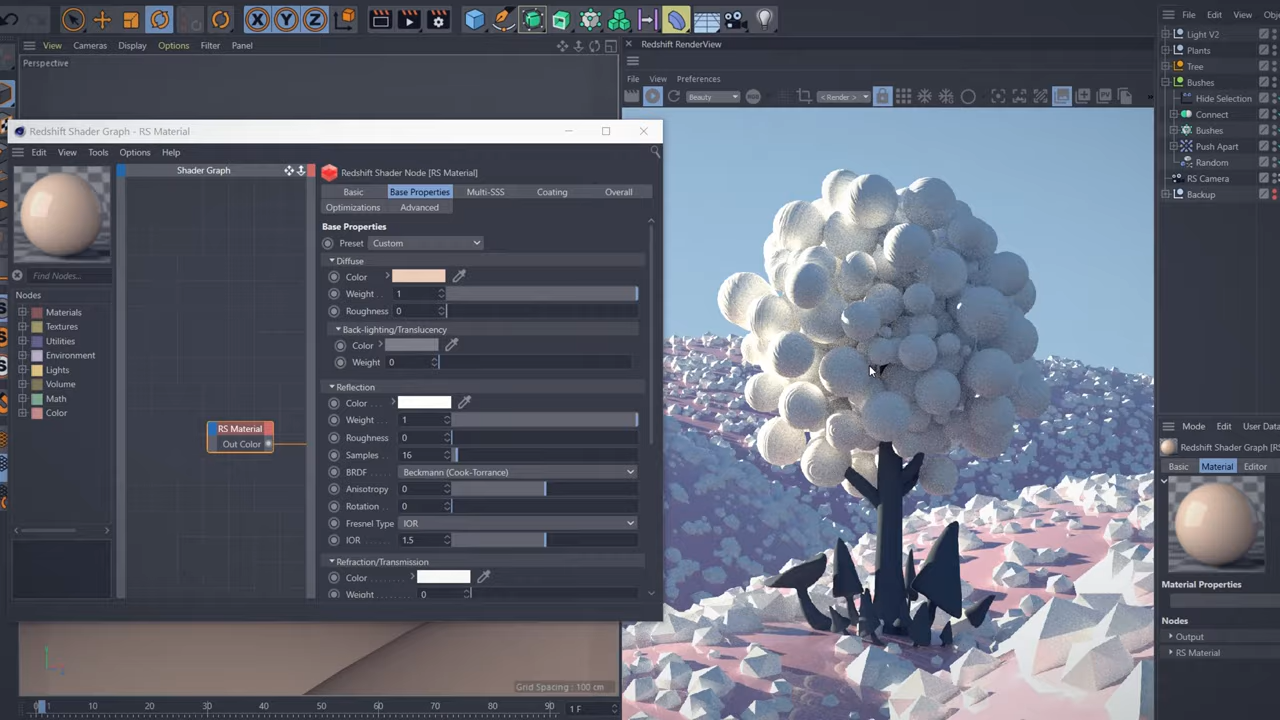 X Y Z
File Edit View Obj
View Cameras Display Options Filter Panel
Redshift RenderView
Perspective
File View Preferences
Beauty < Render >
Light V2
Plants
Tree
Bushes
Hide Selection
Connect
Bushes
Push Apart
Random
RS Camera
Backup
Redshift Shader Graph - RS Material
Edit View Tools Options Help
Shader Graph
Find Nodes...
Nodes
Materials
Textures
Utilities
Environment
Lights
Volume
Math
Color
RS Material
Out Color
Redshift Shader Node [RS Material]
Basic Base Properties Multi-SSS Coating Overall
Optimizations Advanced
Base Properties
Preset Custom
Diffuse
Color
Weight 1
Roughness 0
Back-lighting/Translucency
Color
Weight 0
Reflection
Color
Weight 1
Roughness 0
Samples 16
BRDF Beckmann (Cook-Torrance)
Anisotropy 0
Rotation 0
Fresnel Type IOR
IOR 1.5
Refraction/Transmission
Color
Weight 0
Mode Edit User Data
Redshift Shader Graph [RS
Basic Material Editor
Material Properties
Nodes
Output
RS Material
Grid Spacing : 100 cm
0 10 20 30 40 50 60 70 80 90 1 F